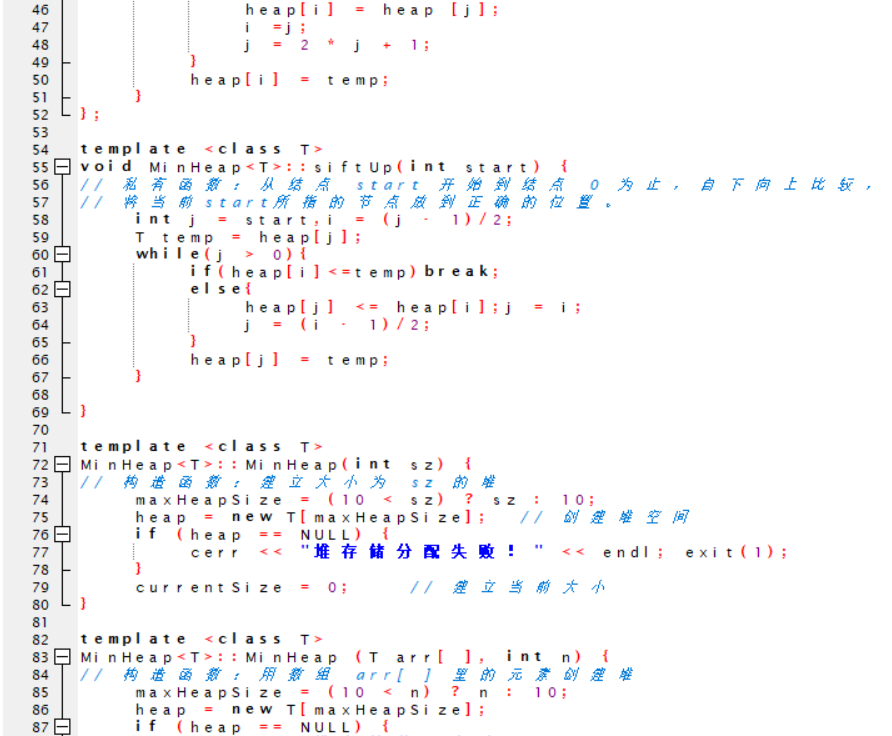 46 heap[i] = heap [j];
47 i =j;
48 j = 2 * j + 1;
49 }
50 heap[i] = temp;
51 }
52 };
53
54 template <class T>
55 void MinHeap<T>::siftUp(int start) {
56 // 私有函数：从结点 start 开始到结点 0 为止，自下向上比较，
57 // 将当前start所指的节点放到正确的位置。
58 int j = start,i = (j - 1)/2;
59 T temp = heap[j];
60 while(j > 0){
61 if(heap[i]<=temp)break;
62 else{
63 heap[j] <= heap[i];j = i;
64 j = (i - 1)/2;
65 }
66 heap[j] = temp;
67 }
68
69 }
70
71 template <class T>
72 MinHeap<T>::MinHeap(int sz) {
73 // 构造函数：建立大小为 sz 的堆
74 maxHeapSize = (10 < sz) ? sz : 10;
75 heap = new T[maxHeapSize]; // 创建堆空间
76 if (heap == NULL) {
77 cerr << "堆存储分配失败！" << endl; exit(1);
78 }
79 currentSize = 0; // 建立当前大小
80 }
81
82 template <class T>
83 MinHeap<T>::MinHeap (T arr[ ], int n) {
84 // 构造函数：用数组 arr[ ] 里的元素创建堆
85 maxHeapSize = (10 < n) ? n : 10;
86 heap = new T[maxHeapSize];
87 if (heap == NULL) {